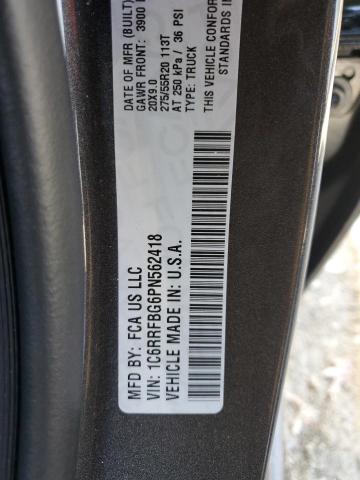 MFD BY: FCA US LLC
DATE OF MFR (BUILT)
GAWR FRONT: 3900
20X9.0
275/55R20 113T
AT 250 kPa / 36 PSI
TYPE: TRUCK
THIS VEHICLE CONFOR
STANDARDS IN
VIN: 1C6RRFBG6PN562418
VEHICLE MADE IN: U.S.A.